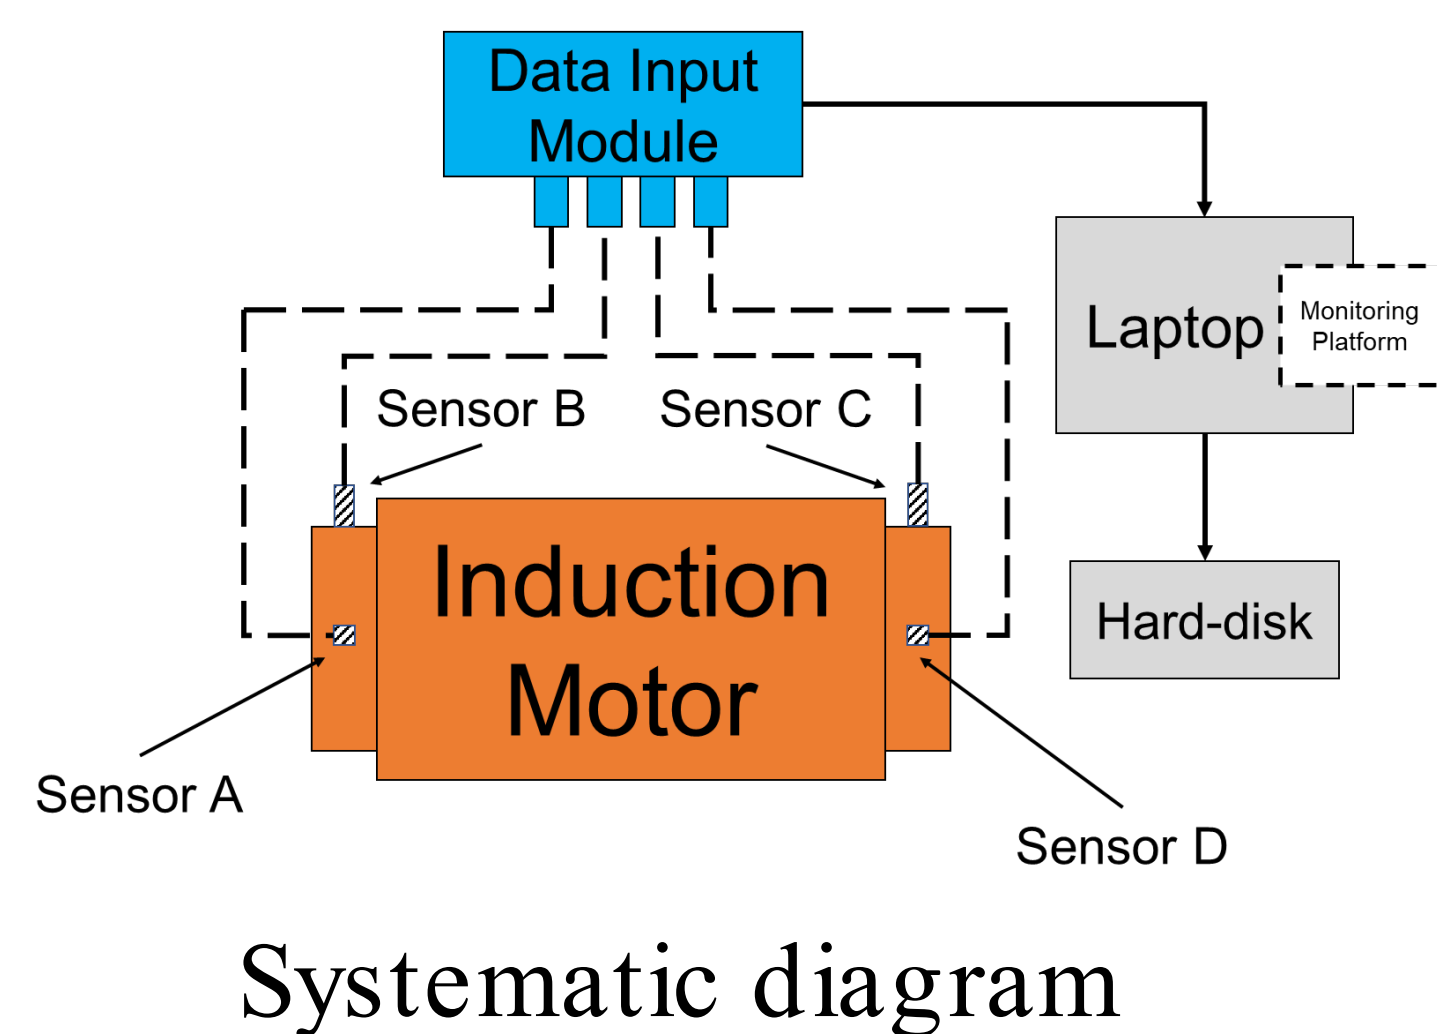 Data Input
Module
Laptop
Monitoring
Platform
Sensor B
Sensor C
Induction
Motor
Hard-disk
Sensor A
Sensor D
Systematic diagram